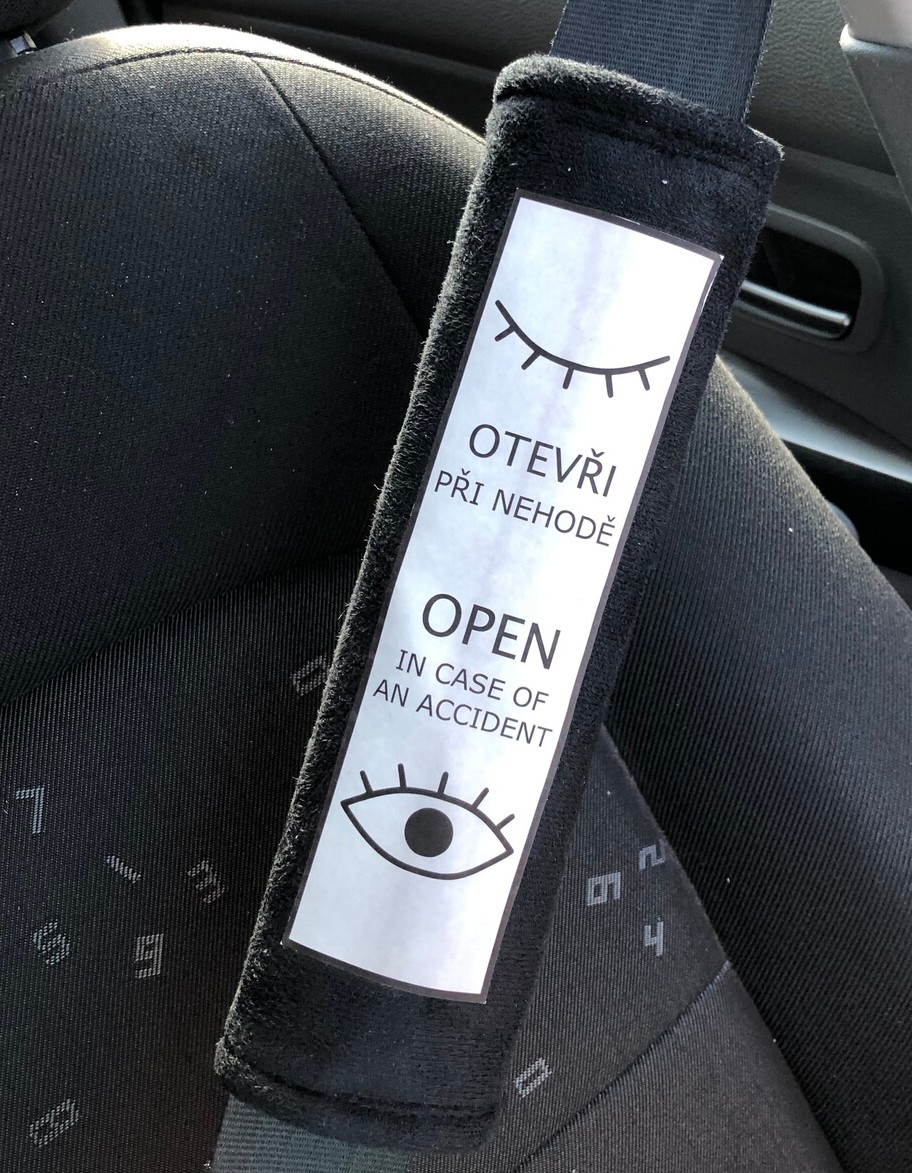 OTEVŘI
PŘI NEHODĚ
OPEN
IN CASE OF
AN ACCIDENT